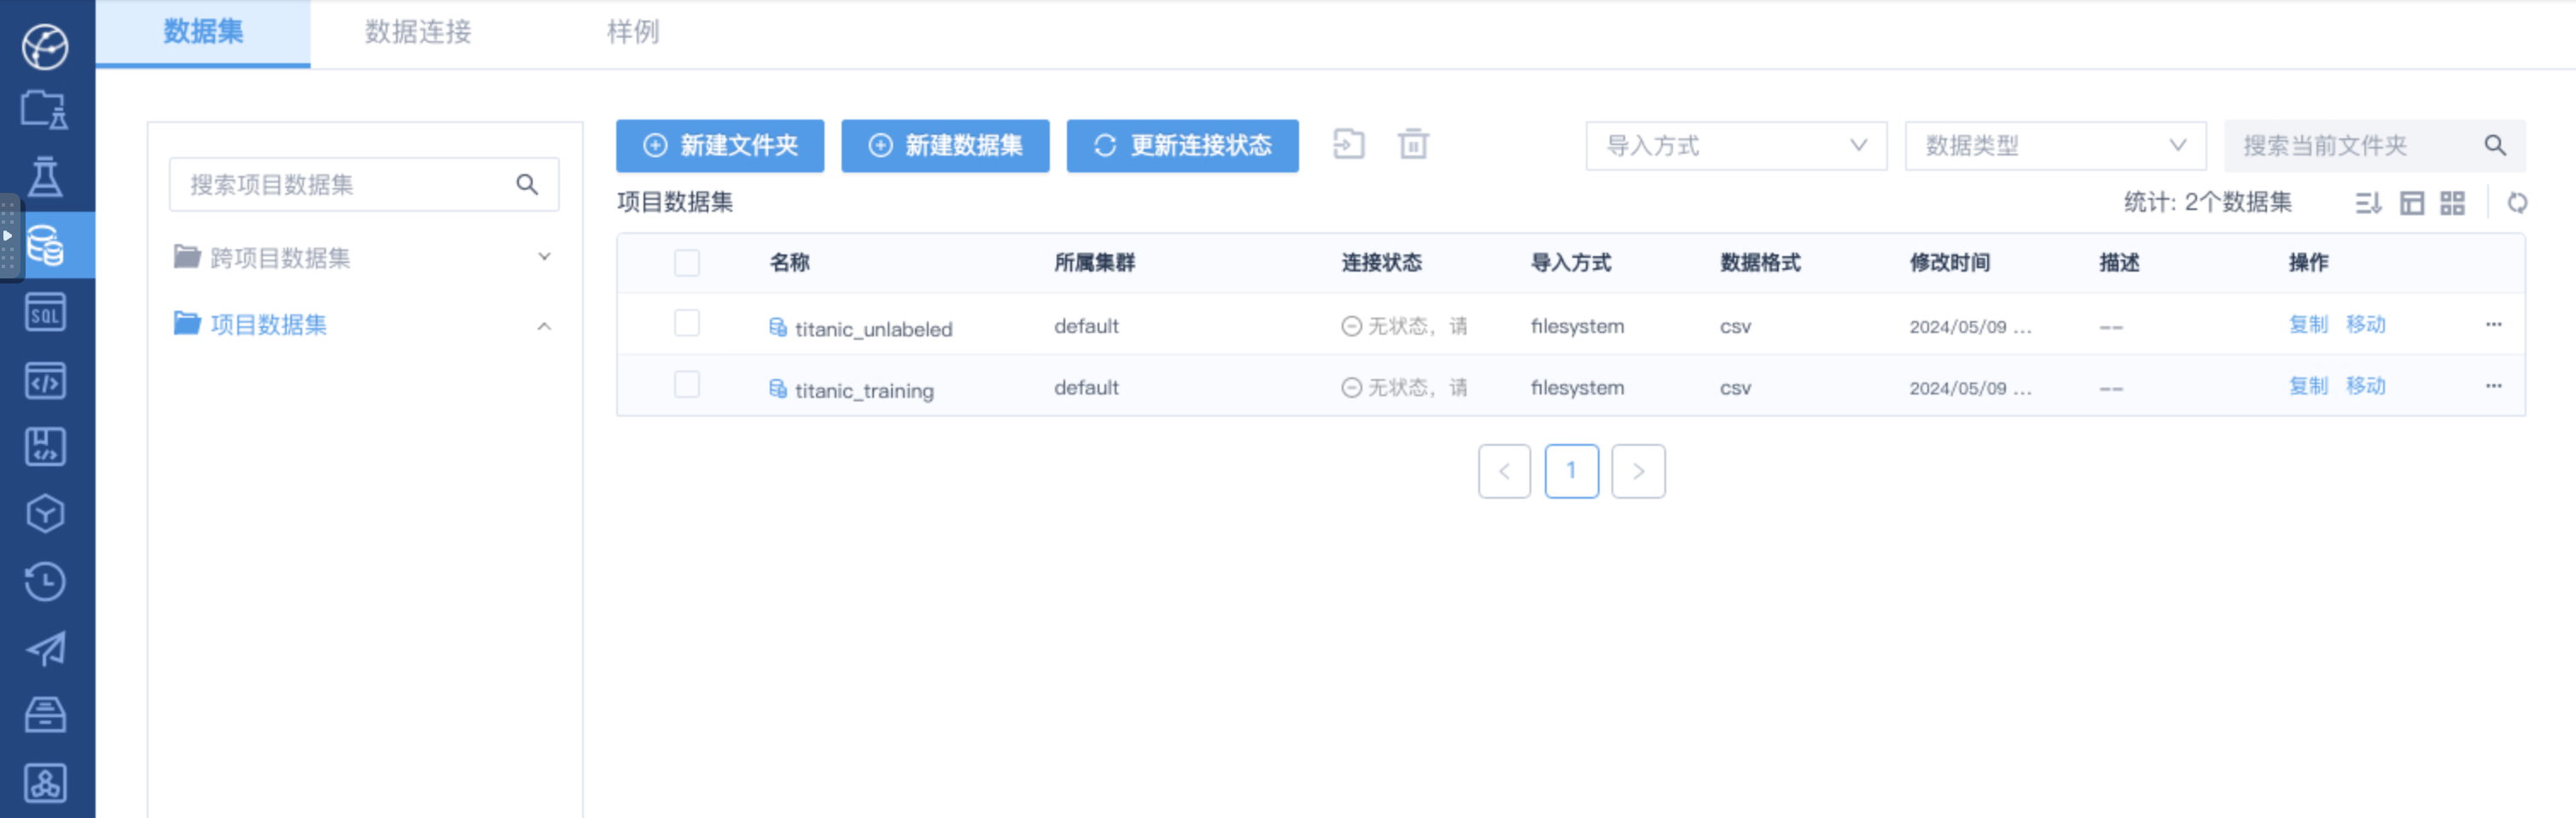 数据集 数据连接 样例
新建文件夹 新建数据集 更新连接状态 导入方式 数据类型 搜索当前文件夹
搜索项目数据集
项目数据集 统计: 2个数据集
跨项目数据集
项目数据集
名称 所属集群 连接状态 导入方式 数据格式 修改时间 描述 操作
titanic_unlabeled default 无状态，请 filesystem csv 2024/05/09 ... -- 复制 移动 ...
titanic_training default 无状态，请 filesystem csv 2024/05/09 ... -- 复制 移动 ...
< 1 >
SQL